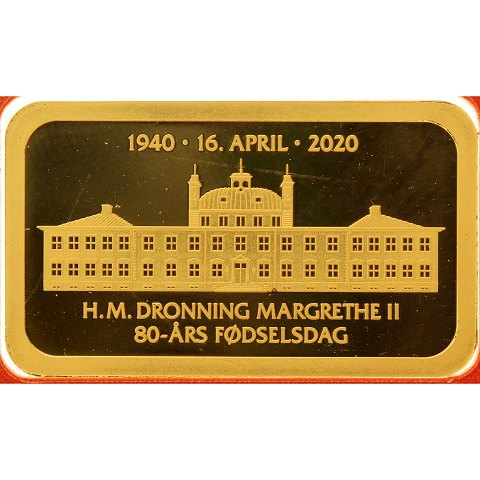 1940 · 16. APRIL · 2020
H.M. DRONNING MARGRETHE II
80-ÅRS FØDSELSDAG